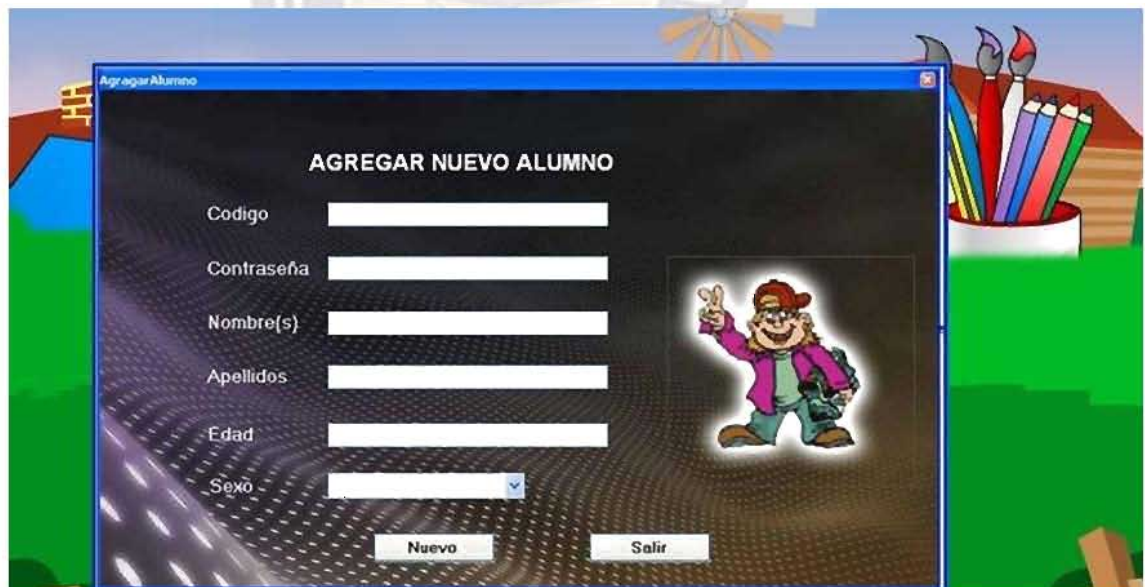 AgragarAlumno
AGREGAR NUEVO ALUMNO
Codigo
Contraseña
Nombre(s)
Apellidos
Edad
Sexo
Nuevo Salir